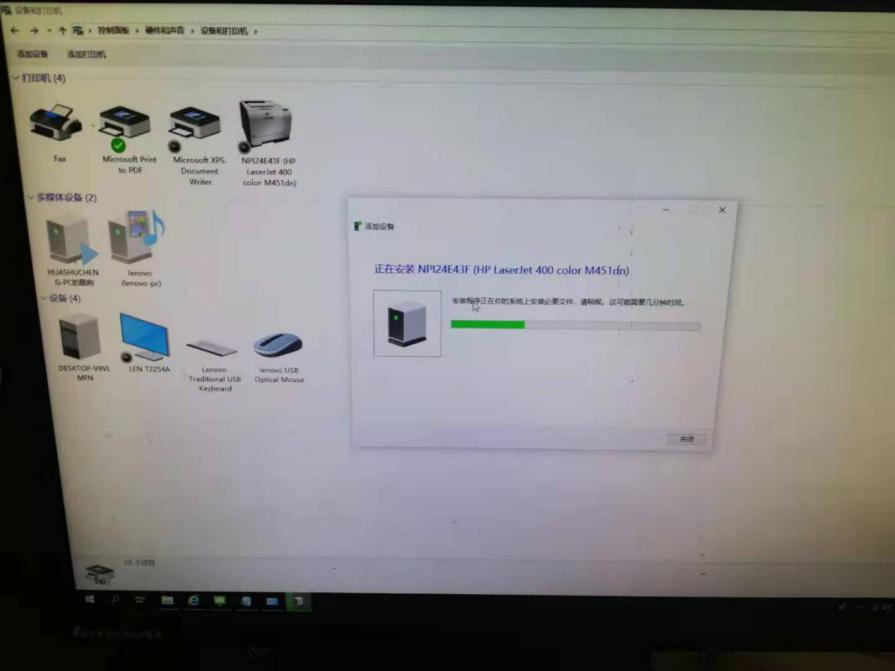 设备和打印机
控制面板 › 硬件和声音 › 设备和打印机 ›
添加设备 添加打印机
打印机 (4)
Fax
Microsoft Print
to PDF
Microsoft XPS
Document
Writer
NPI24E43F (HP
LaserJet 400
color M451dn)
多媒体设备 (2)
HUASHUCHEN
G-PC的酷狗
lenovo
(lenovo-pc)
设备 (4)
DESKTOP-V9VL
MFN
LEN T2254A
Lenovo
Traditional USB
Keyboard
lenovo USB
Optical Mouse
添加设备
正在安装 NPI24E43F (HP LaserJet 400 color M451dn)
安装程序正在你的系统上安装必要文件，请稍候。这可能需要几分钟时间。
关闭
10 个项目
lenovo